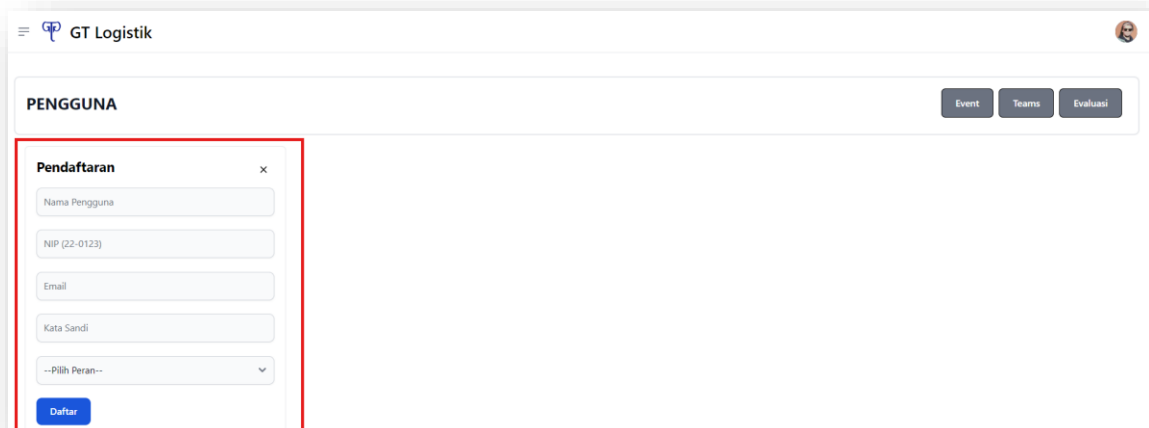 GT Logistik
PENGGUNA
Event Teams Evaluasi
Pendaftaran
Nama Pengguna
NIP (22-0123)
Email
Kata Sandi
--Pilih Peran--
Daftar